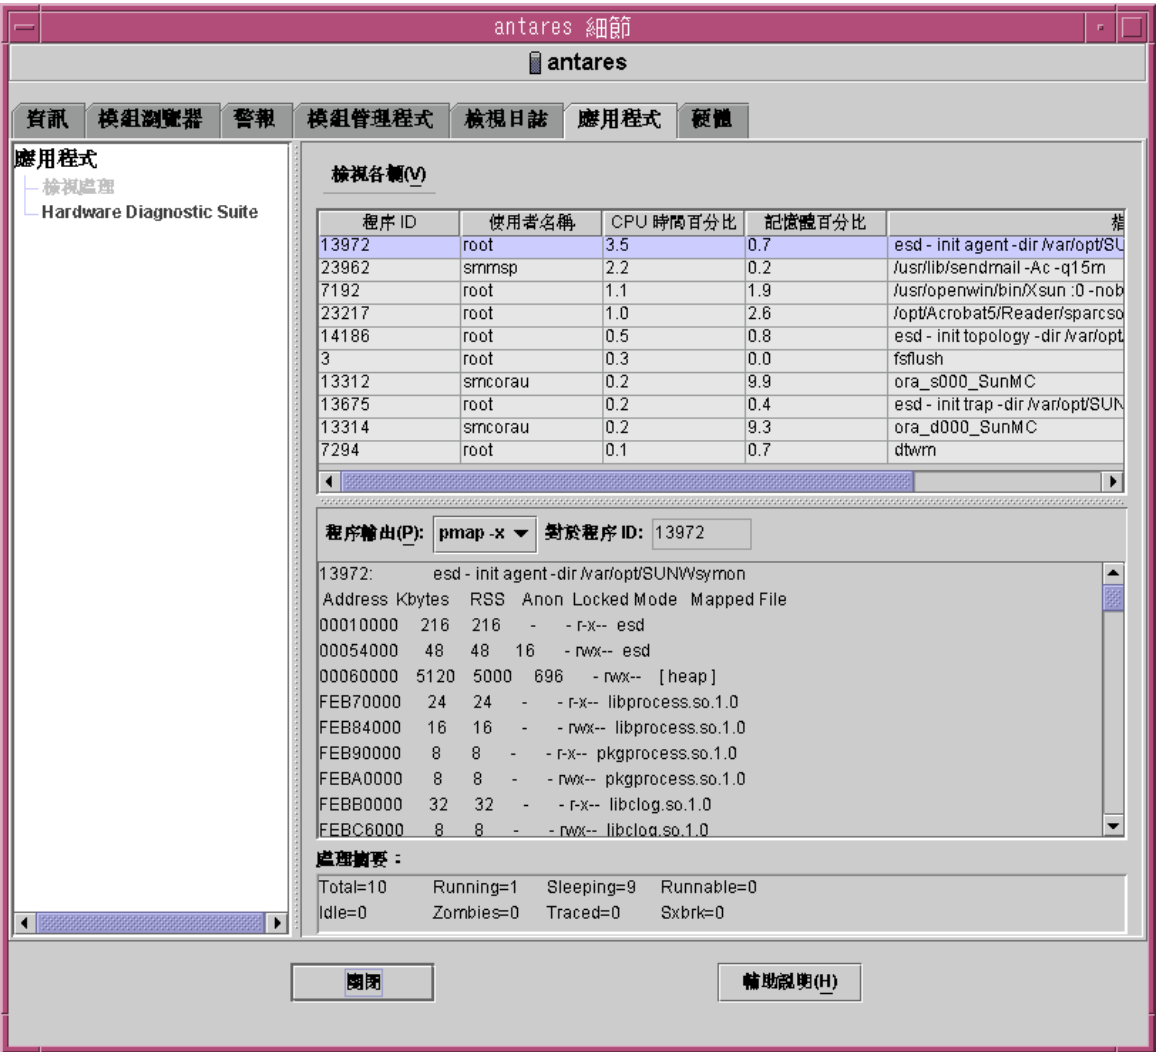 antares 細節
antares
資訊 模組瀏覽器 警報 模組管理程式 檢視日誌 應用程式 硬體
應用程式
檢視處理
Hardware Diagnostic Suite
檢視各欄(V)
程序 ID 使用者名稱 CPU 時間百分比 記憶體百分比 指
13972 root 3.5 0.7 esd - init agent -dir /var/opt/SU
23962 smmsp 2.2 0.2 /usr/lib/sendmail -Ac -q15m
7192 root 1.1 1.9 /usr/openwin/bin/Xsun :0 -nob
23217 root 1.0 2.6 /opt/Acrobat5/Reader/sparcso
14186 root 0.5 0.8 esd - init topology -dir /var/opt/
3 root 0.3 0.0 fsflush
13312 smcorau 0.2 9.9 ora_s000_SunMC
13675 root 0.2 0.4 esd - init trap -dir /var/opt/SUN
13314 smcorau 0.2 9.3 ora_d000_SunMC
7294 root 0.1 0.7 dtwm
程序輸出(P): pmap -x 對於程序 ID: 13972
13972: esd - init agent -dir /var/opt/SUNWsymon
Address Kbytes RSS Anon Locked Mode Mapped File
00010000 216 216 - - r-x-- esd
00054000 48 48 16 - rwx-- esd
00060000 5120 5000 696 - rwx-- [ heap ]
FEB70000 24 24 - - r-x-- libprocess.so.1.0
FEB84000 16 16 - - rwx-- libprocess.so.1.0
FEB90000 8 8 - - r-x-- pkgprocess.so.1.0
FEBA0000 8 8 - - rwx-- pkgprocess.so.1.0
FEBB0000 32 32 - - r-x-- libclog.so.1.0
FEBC6000 8 8 - - rwx-- libclog.so.1.0
處理摘要：
Total=10 Running=1 Sleeping=9 Runnable=0
Idle=0 Zombies=0 Traced=0 Sxbrk=0
關閉 輔助說明(H)